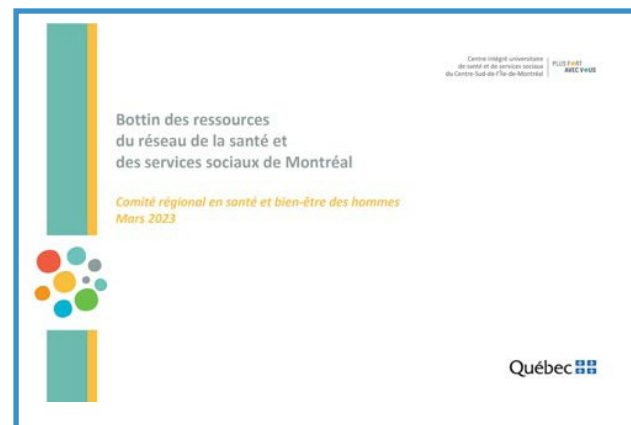 Centre intégré universitaire
de santé et de services sociaux
du Centre-Sud-de-l'Île-de-Montréal
PLUS FORT
AVEC VOUS
Bottin des ressources
du réseau de la santé et
des services sociaux de Montréal
Comité régional en santé et bien-être des hommes
Mars 2023
Québec